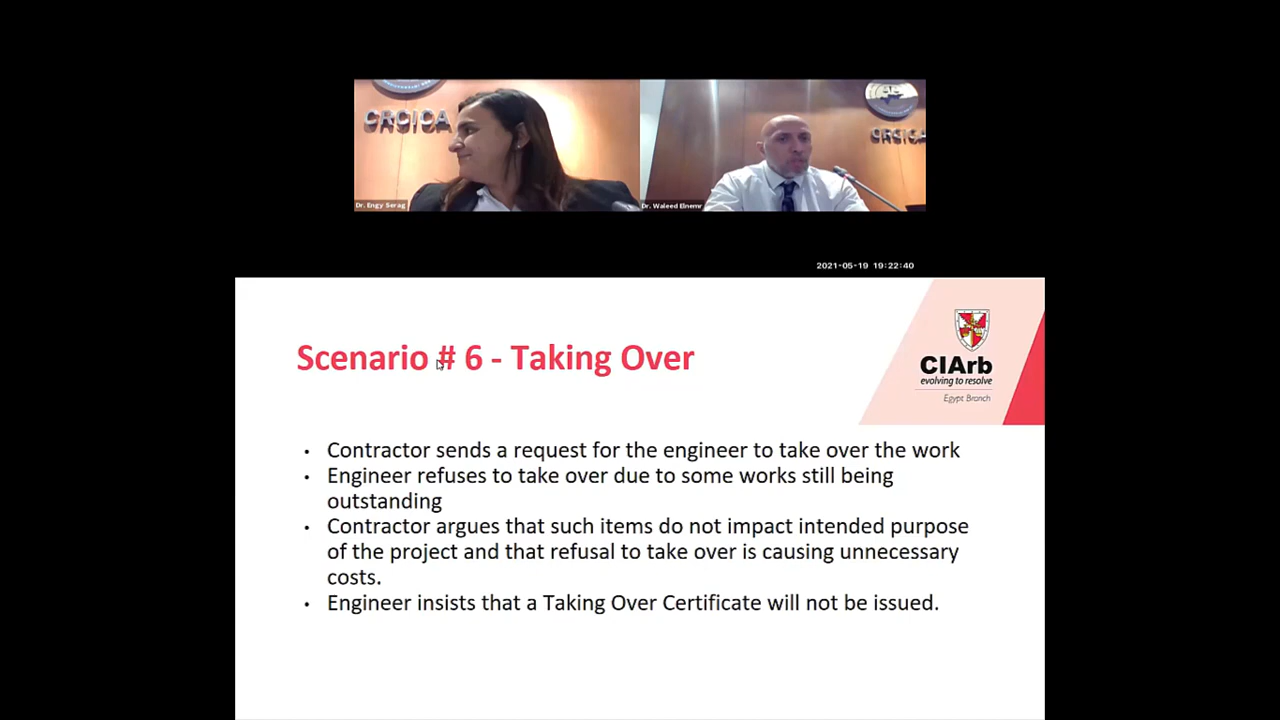 CRCICA
CRCICA
Dr. Engy Serag
Dr. Waleed Elnemr
2021-05-19 19:22:40
Scenario # 6 - Taking Over
CIArb
evolving to resolve
Egypt Branch
• Contractor sends a request for the engineer to take over the work
• Engineer refuses to take over due to some works still being
outstanding
• Contractor argues that such items do not impact intended purpose
of the project and that refusal to take over is causing unnecessary
costs.
• Engineer insists that a Taking Over Certificate will not be issued.